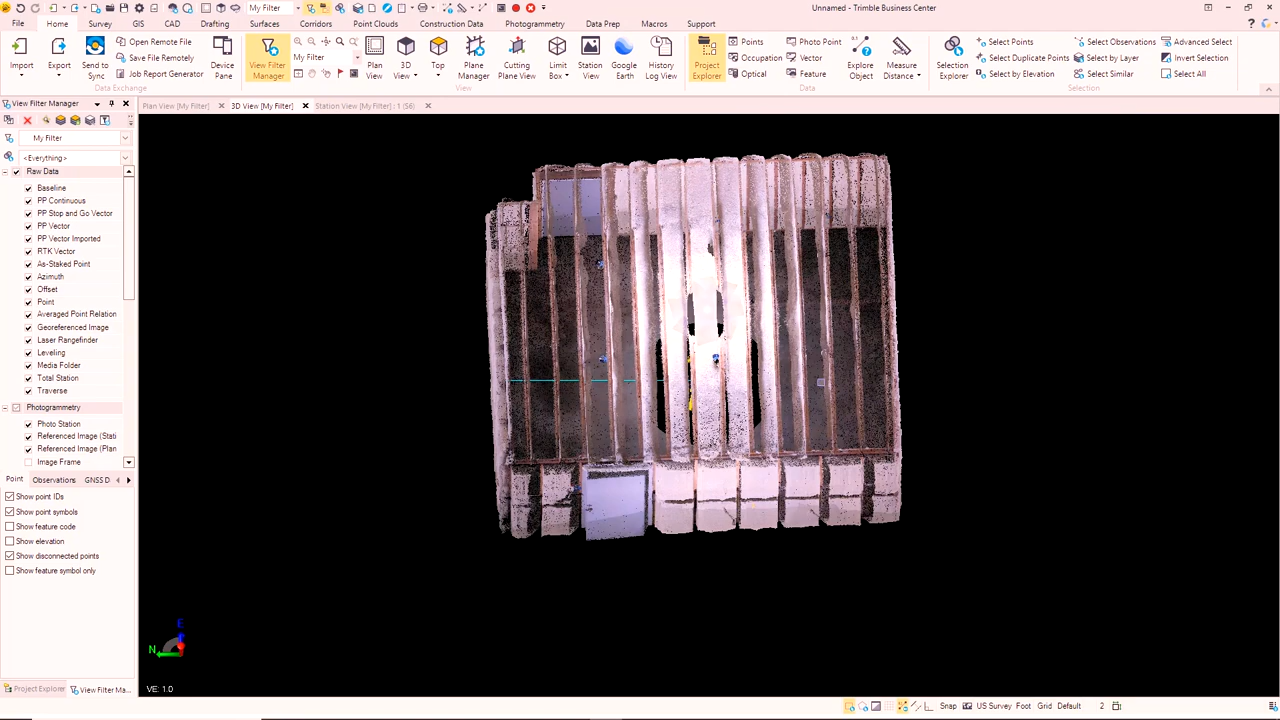 My Filter
Unnamed - Trimble Business Center
File
Home
Survey
GIS
CAD
Drafting
Surfaces
Corridors
Point Clouds
Construction Data
Photogrammetry
Data Prep
Macros
Support
Import
Export
Send to Sync
Open Remote File
Save File Remotely
Job Report Generator
Device Pane
Data Exchange
View Filter Manager
My Filter
Plan View
3D View
Top
Plane Manager
Cutting Plane View
Limit Box
Station View
Google Earth
History Log View
View
Project Explorer
Points
Occupation
Optical
Photo Point
Vector
Feature
Explore Object
Measure Distance
Data
Selection Explorer
Select Points
Select Duplicate Points
Select by Elevation
Select Observations
Select by Layer
Select Similar
Advanced Select
Invert Selection
Select All
Selection
View Filter Manager
Plan View [My Filter]
3D View [My Filter]
Station View [My Filter] : 1 (S6)
My Filter
<Everything>
Raw Data
Baseline
PP Continuous
PP Stop and Go Vector
PP Vector
PP Vector Imported
RTK Vector
As-Staked Point
Azimuth
Offset
Point
Averaged Point Relation
Georeferenced Image
Laser Rangefinder
Leveling
Media Folder
Total Station
Traverse
Photogrammetry
Photo Station
Referenced Image (Stati
Referenced Image (Plan
Image Frame
Point
Observations
GNSS D
Show point IDs
Show point symbols
Show feature code
Show elevation
Show disconnected points
Show feature symbol only
E
N
VE: 1.0
Project Explorer
View Filter Ma...
Snap
US Survey
Foot
Grid
Default
2